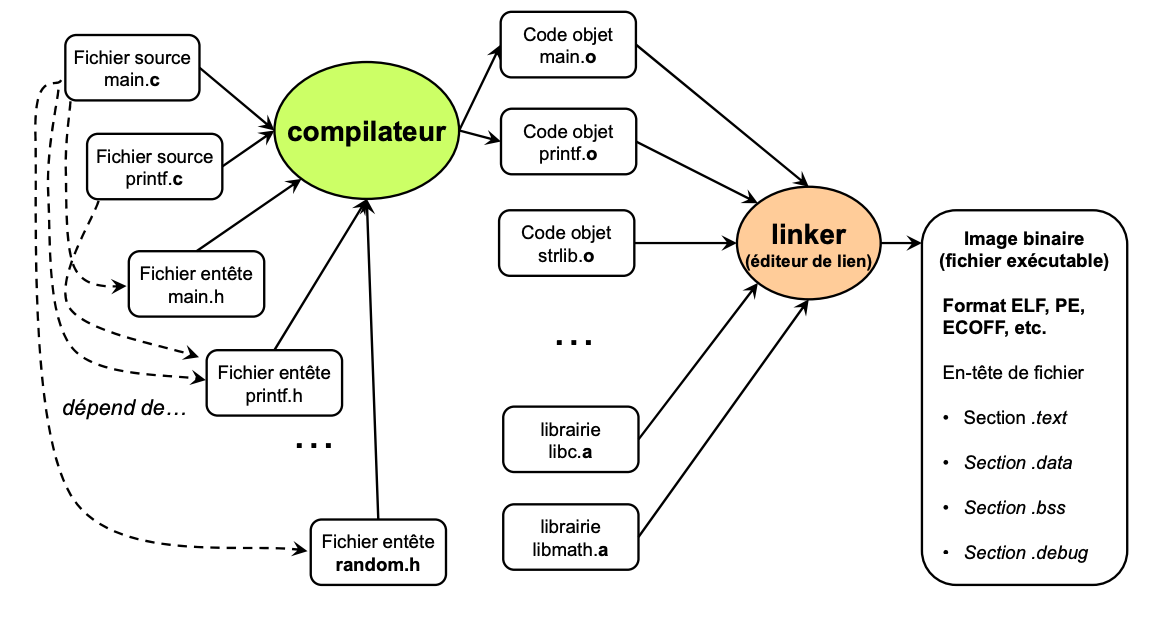 Fichier source
main.c
Fichier source
printf.c
Fichier entête
main.h
Fichier entête
printf.h
dépend de…
...
Fichier entête
random.h
compilateur
Code objet
main.o
Code objet
printf.o
Code objet
strlib.o
...
librairie
libc.a
librairie
libmath.a
linker
(éditeur de lien)
Image binaire
(fichier exécutable)
Format ELF, PE,
ECOFF, etc.
En-tête de fichier
• Section .text
• Section .data
• Section .bss
• Section .debug